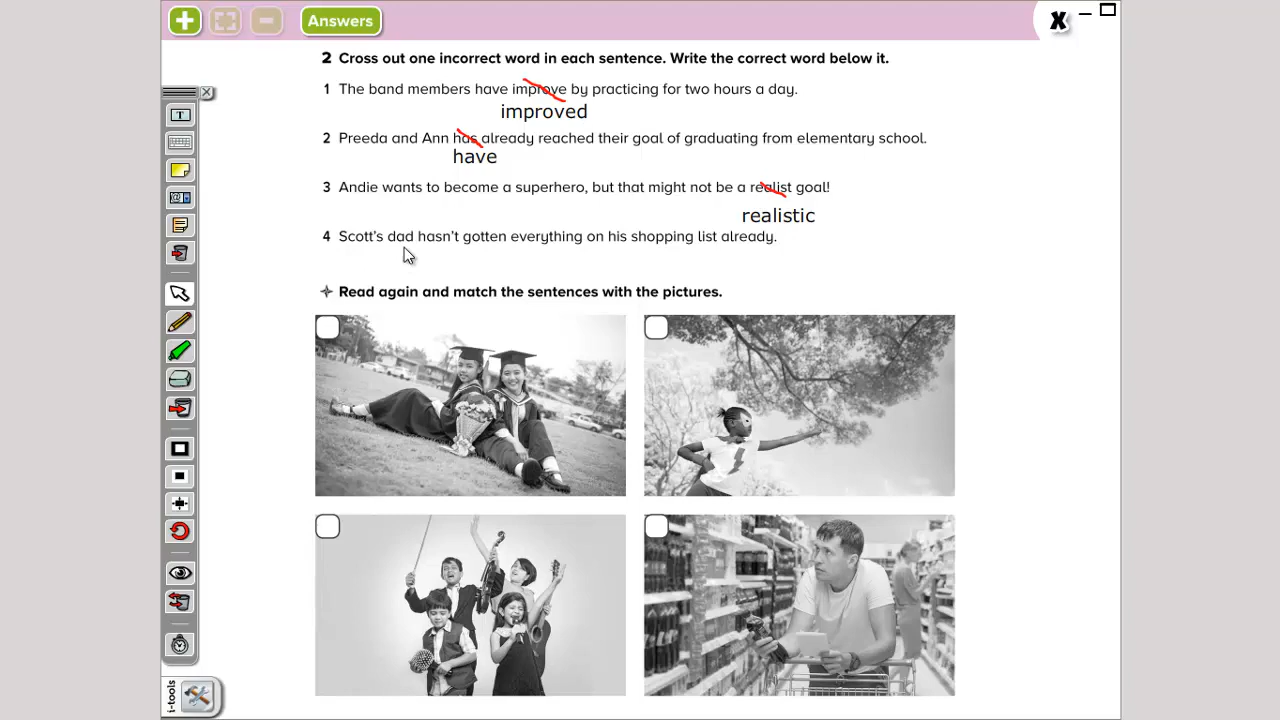 Answers
X
2 Cross out one incorrect word in each sentence. Write the correct word below it.
1 The band members have improve by practicing for two hours a day.
improved
2 Preeda and Ann has already reached their goal of graduating from elementary school.
have
3 Andie wants to become a superhero, but that might not be a realist goal!
realistic
4 Scott's dad hasn't gotten everything on his shopping list already.
Read again and match the sentences with the pictures.
T
i-tools